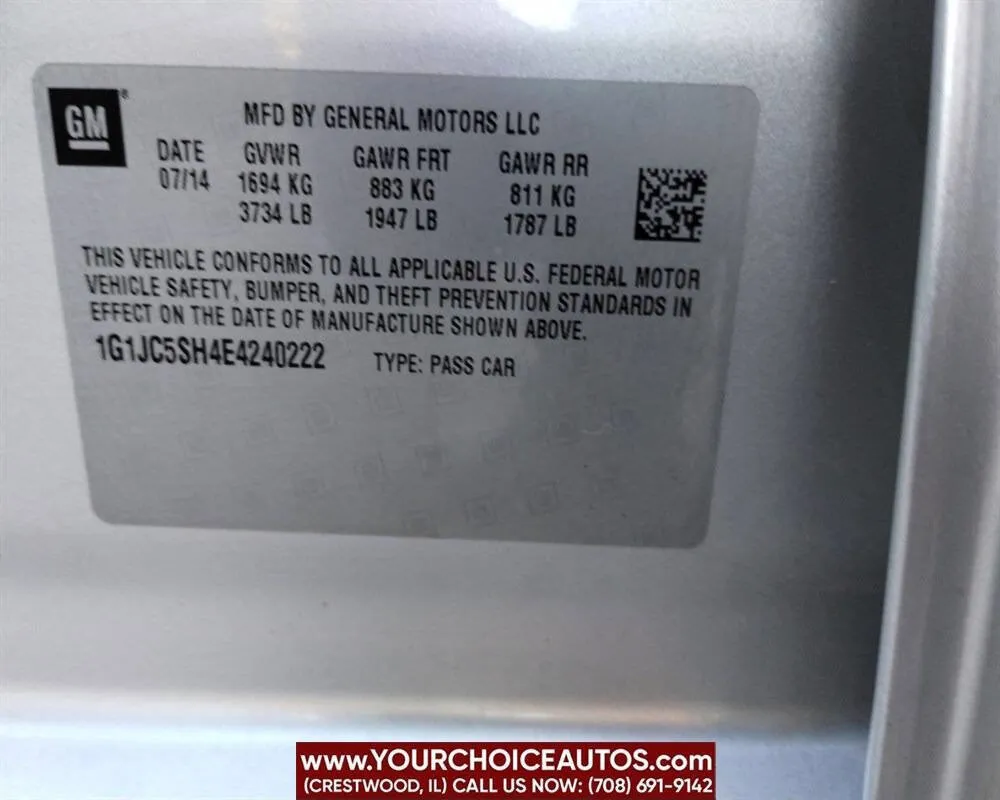 GM
MFD BY GENERAL MOTORS LLC
DATE GVWR GAWR FRT GAWR RR
07/14 1694 KG 883 KG 811 KG
3734 LB 1947 LB 1787 LB
THIS VEHICLE CONFORMS TO ALL APPLICABLE U.S. FEDERAL MOTOR
VEHICLE SAFETY, BUMPER, AND THEFT PREVENTION STANDARDS IN
EFFECT ON THE DATE OF MANUFACTURE SHOWN ABOVE.
1G1JC5SH4E4240222 TYPE: PASS CAR
www.YOURCHOICEAUTOS.com
(CRESTWOOD, IL) CALL US NOW: (708) 691-9142